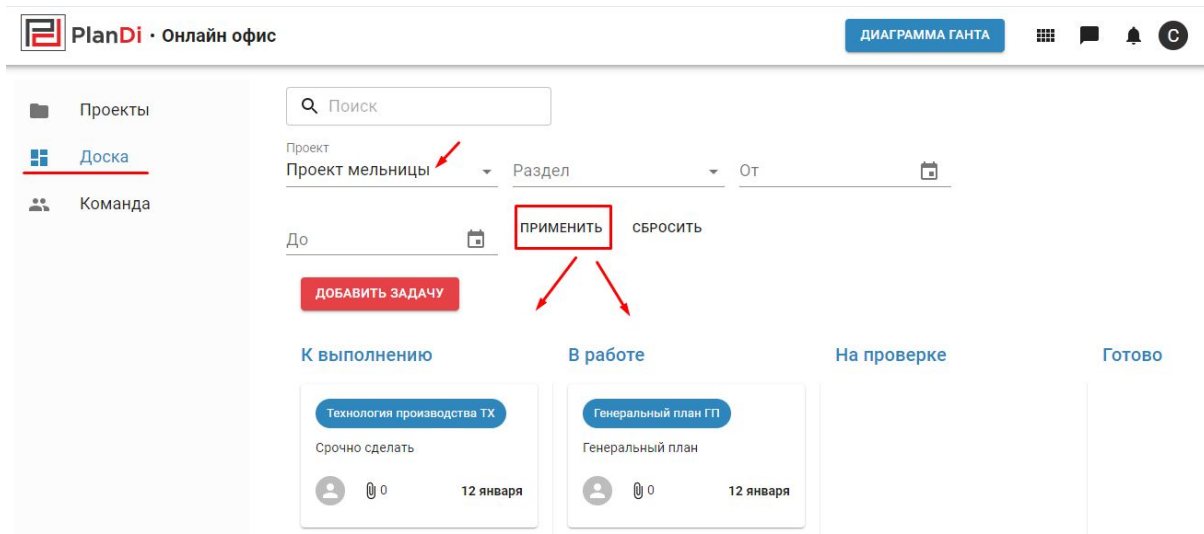 PlanDi · Онлайн офис
ДИАГРАММА ГАНТА
C
Проекты
Доска
Команда
Поиск
Проект
Проект мельницы
Раздел
От
До
ПРИМЕНИТЬ
СБРОСИТЬ
ДОБАВИТЬ ЗАДАЧУ
К выполнению
В работе
На проверке
Готово
Технология производства ТХ
Срочно сделать
0
12 января
Генеральный план ГП
Генеральный план
0
12 января